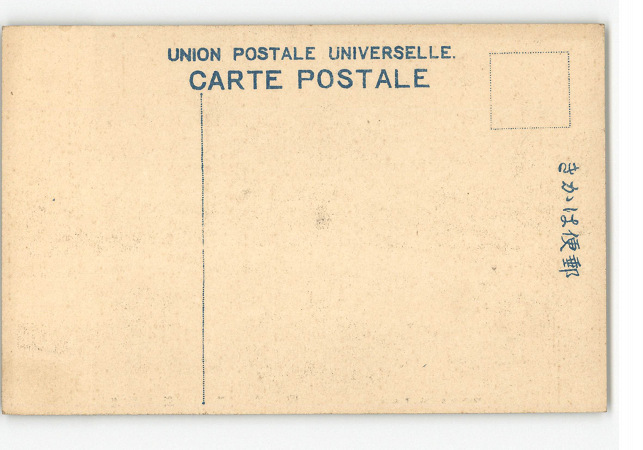 UNION POSTALE UNIVERSELLE.
CARTE POSTALE
郵便はかき